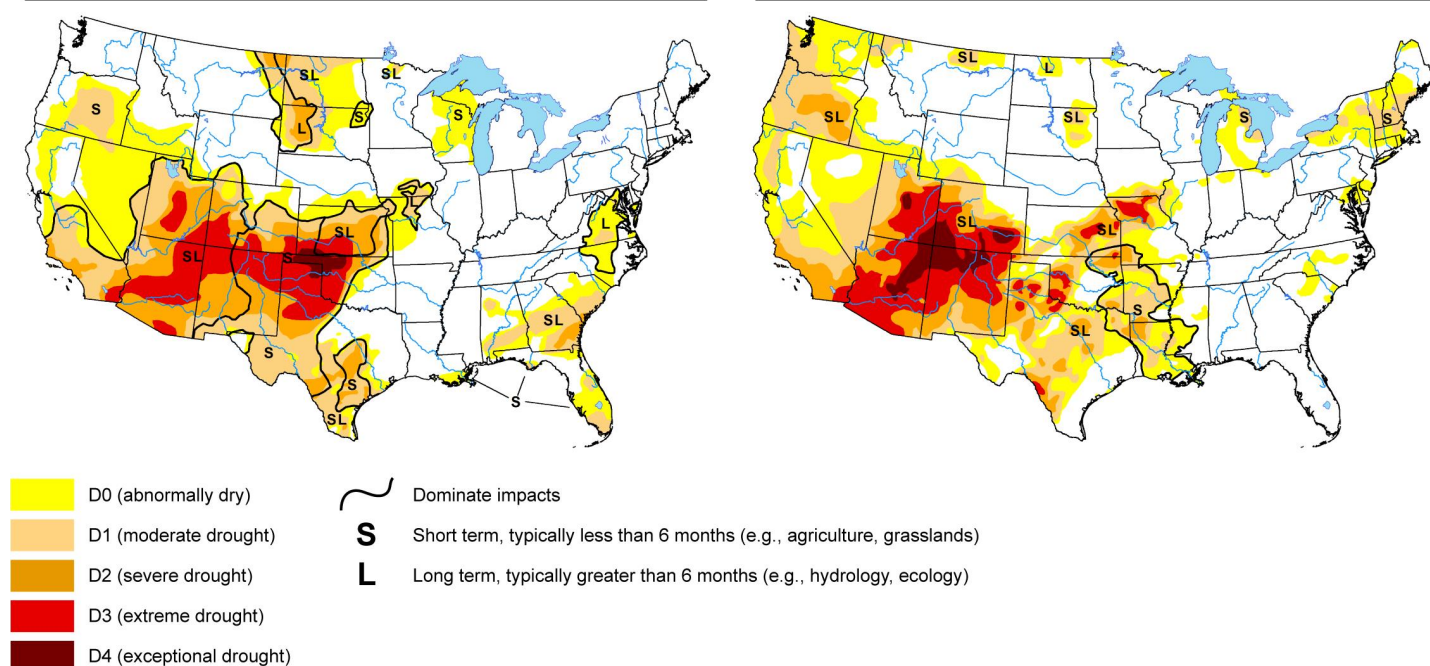 SL
SL
S
L
S
S
L
SL
SL
S
L
SL
S
S
SL
S
SL
L
SL
SL
S
S
SL
SL
S
SL
D0 (abnormally dry)
Dominate impacts
D1 (moderate drought)
S Short term, typically less than 6 months (e.g., agriculture, grasslands)
D2 (severe drought)
L Long term, typically greater than 6 months (e.g., hydrology, ecology)
D3 (extreme drought)
D4 (exceptional drought)